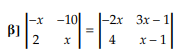 β) |-x -10| = |-2x 3x - 1|
|2 x| |4 x - 1|